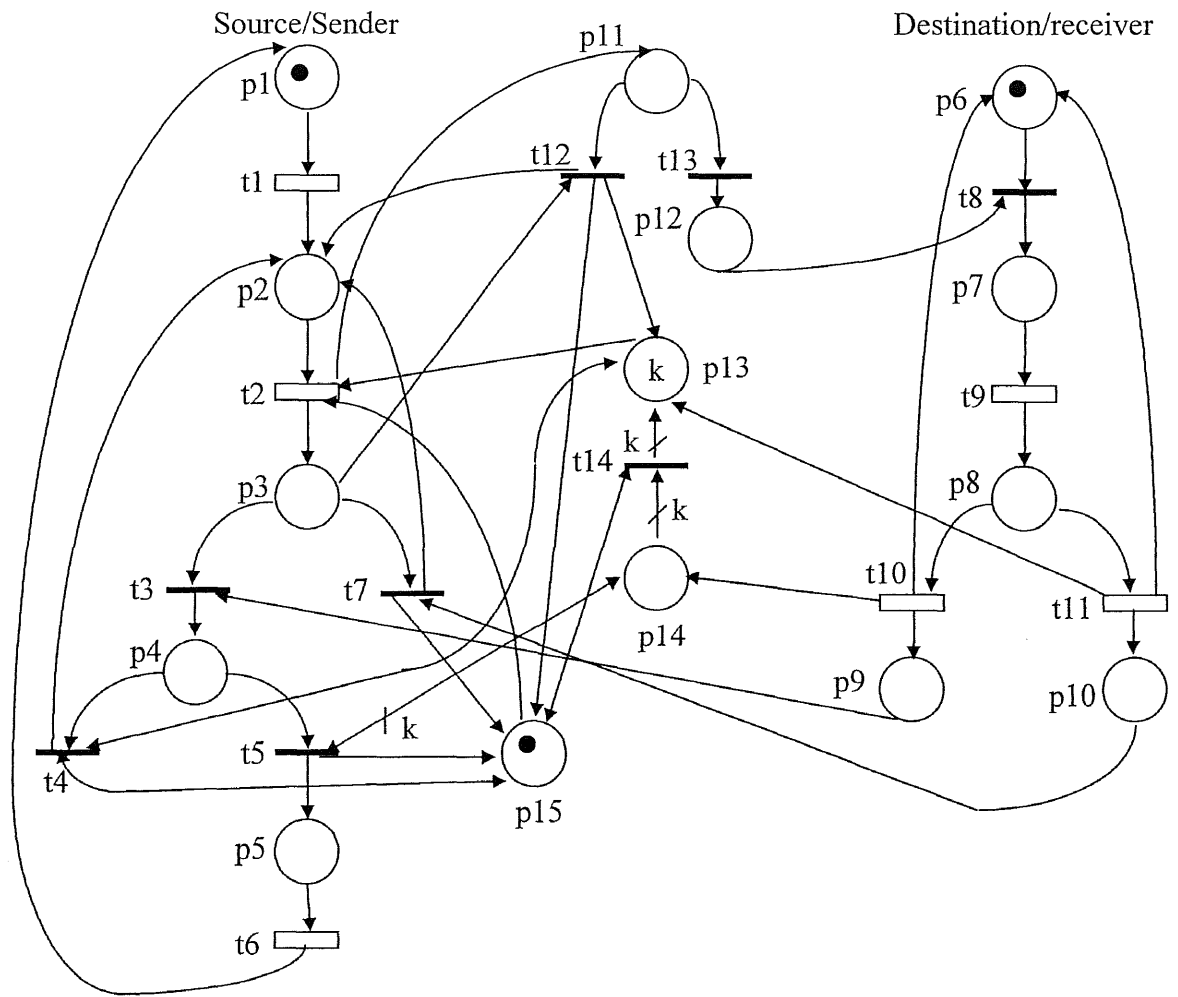 Source/Sender
Destination/receiver
p11
p1
p6
t12
t13
t1
t8
p12
p2
p7
k
p13
t2
t9
k
t14
p3
p8
k
t3
t7
t10
t11
p14
p4
p9
p10
k
t5
t4
p15
p5
t6